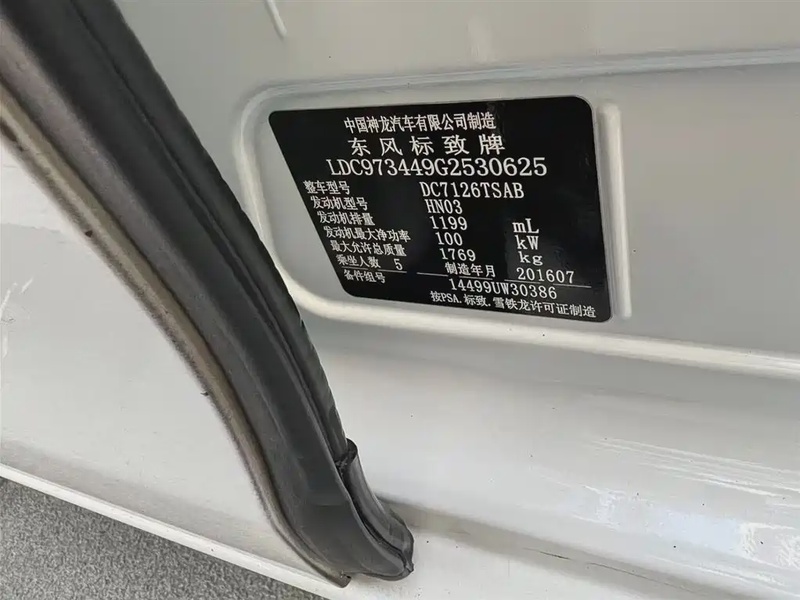 中国神龙汽车有限公司制造
东风标致牌
LDC973449G2530625
整车型号 DC7126TSAB
发动机型号 HN03
发动机排量 1199 mL
发动机最大净功率 100 kW
最大允许总质量 1769 kg
乘坐人数 5 制造年月 201607
备件组号 14499UW30386
按PSA.标致.雪铁龙许可证制造